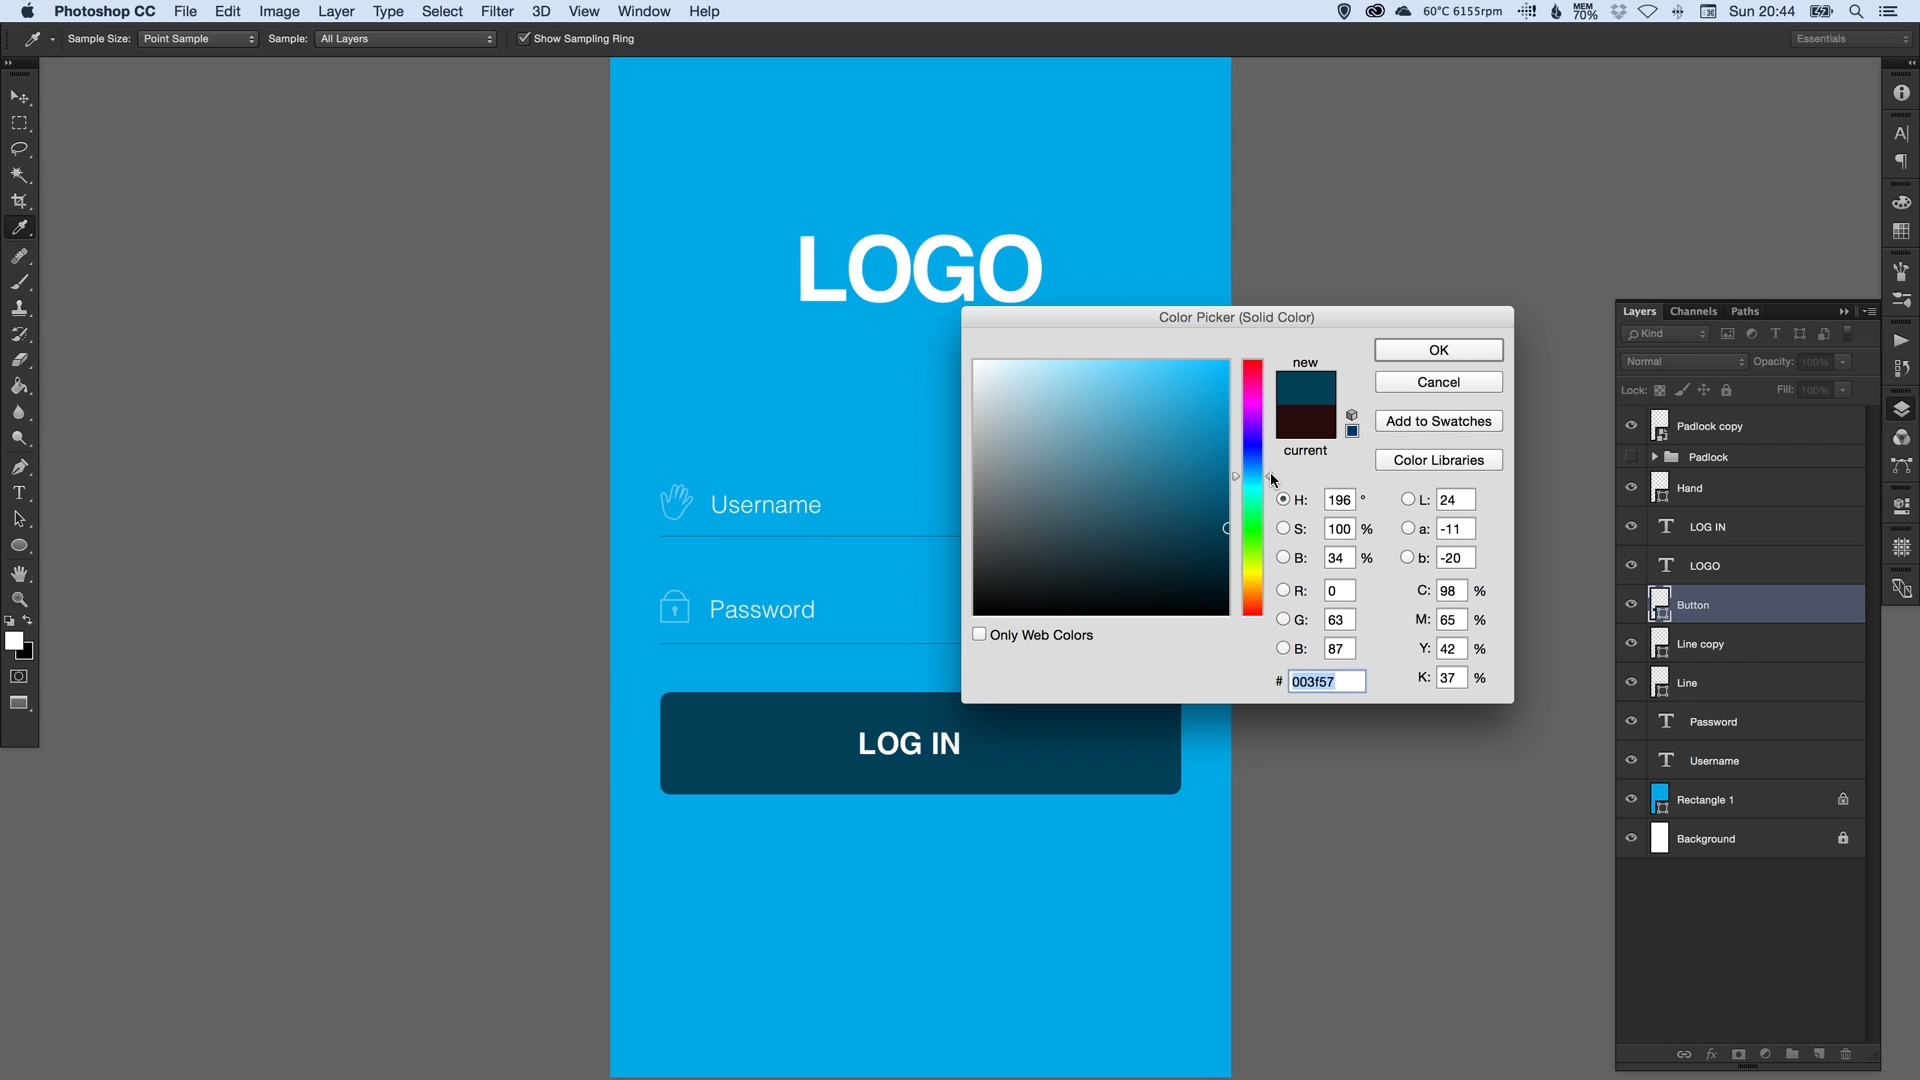 Photoshop CC File Edit Image Layer Type Select Filter 3D View Window Help 60°C 6155rpm MEM 70% Sun 20:44
Sample Size: Point Sample Sample: All Layers Show Sampling Ring Essentials
LOGO
Username
Password
LOG IN
Color Picker (Solid Color)
new
current
OK
Cancel
Add to Swatches
Color Libraries
H: 196 ° L: 24
S: 100 % a: -11
B: 34 % b: -20
R: 0 C: 98 %
G: 63 M: 65 %
B: 87 Y: 42 %
# 003f57 K: 37 %
Only Web Colors
Layers Channels Paths
Kind
Normal Opacity: 100%
Lock: Fill: 100%
Padlock copy
Padlock
Hand
LOG IN
LOGO
Button
Line copy
Line
Password
Username
Rectangle 1
Background